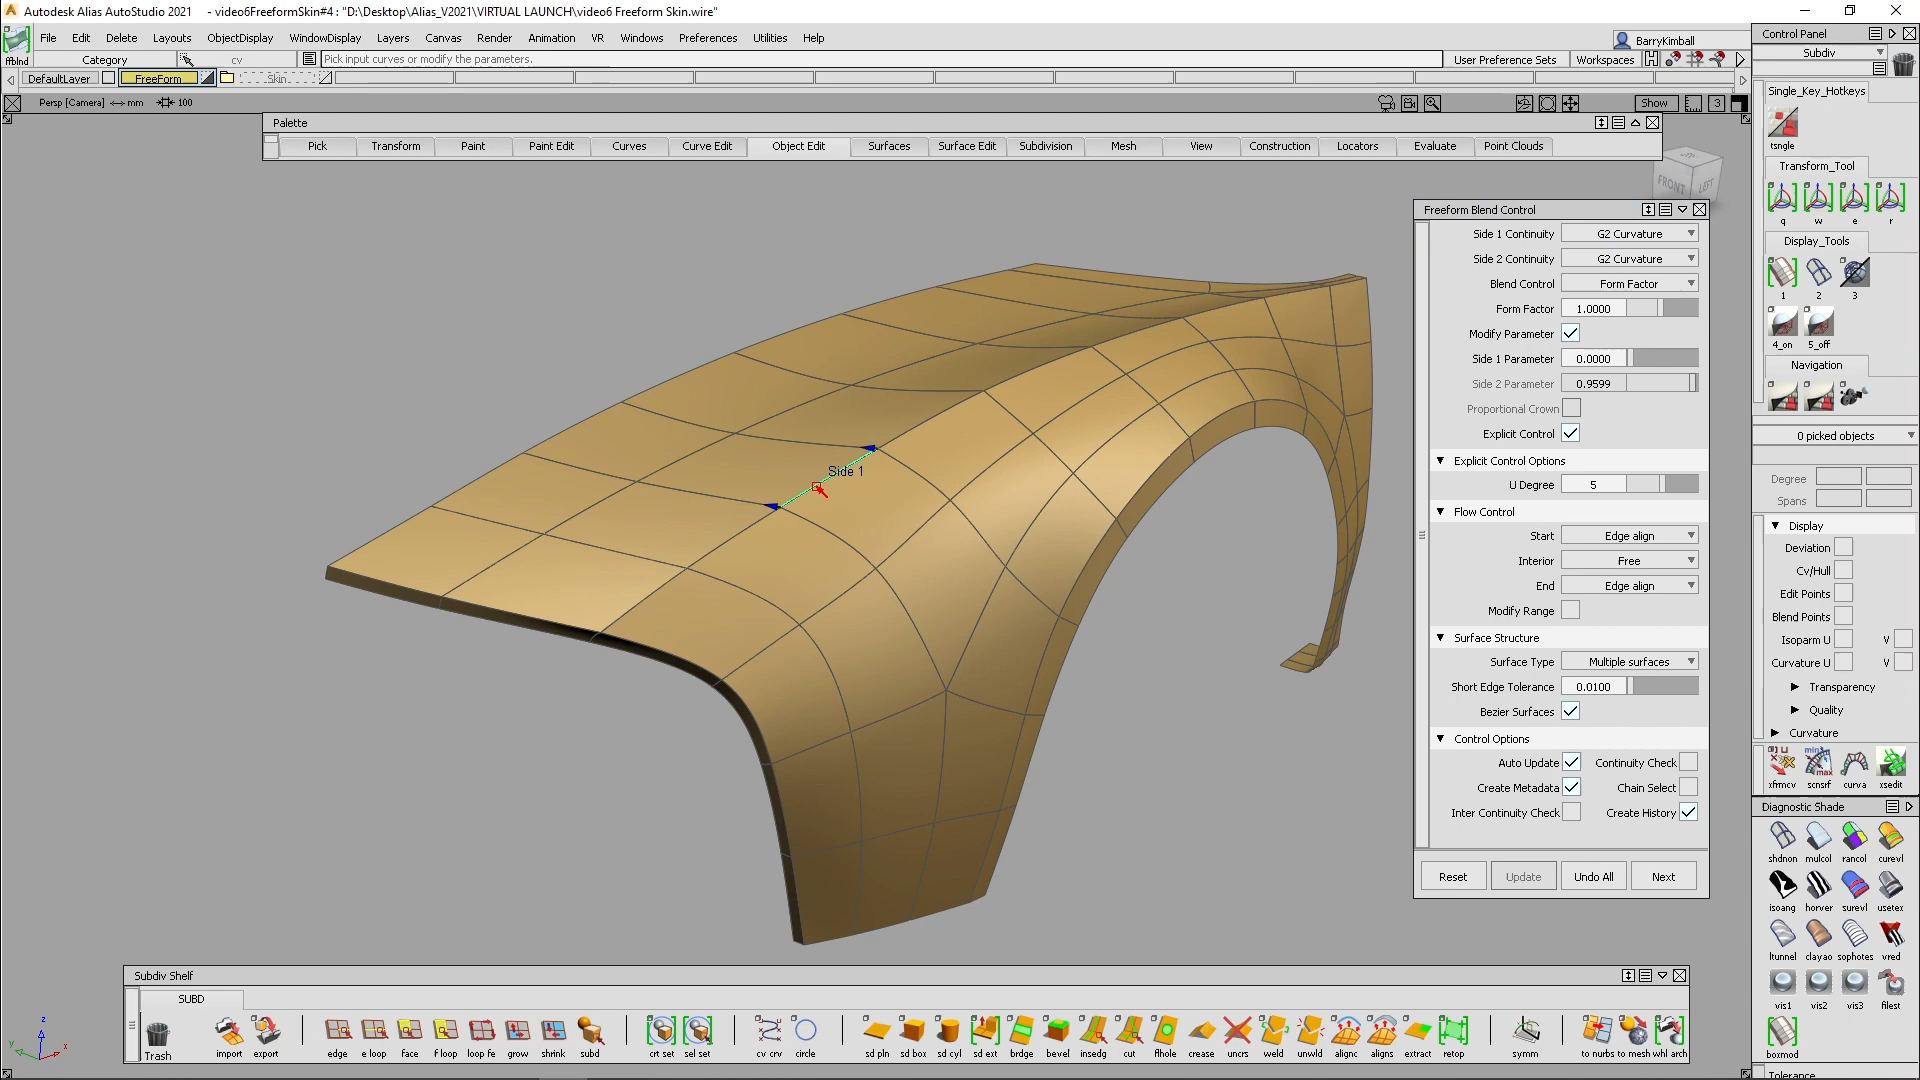 Autodesk Alias AutoStudio 2021 - video6FreeformSkin#4 : "D:\Desktop\Alias_V2021\VIRTUAL LAUNCH\video6 Freeform Skin.wire"
File Edit Delete Layouts ObjectDisplay WindowDisplay Layers Canvas Render Animation VR Windows Preferences Utilities Help
BarryKimball
ffblnd Category cv Pick input curves or modify the parameters. User Preference Sets Workspaces
DefaultLayer FreeForm Skin
Persp [Camera] mm 100 Show 3
Palette
Pick Transform Paint Paint Edit Curves Curve Edit Object Edit Surfaces Surface Edit Subdivision Mesh View Construction Locators Evaluate Point Clouds
FRONT LEFT
Side 1
Freeform Blend Control
Side 1 Continuity G2 Curvature
Side 2 Continuity G2 Curvature
Blend Control Form Factor
Form Factor 1.0000
Modify Parameter
Side 1 Parameter 0.0000
Side 2 Parameter 0.9599
Proportional Crown
Explicit Control
Explicit Control Options
U Degree 5
Flow Control
Start Edge align
Interior Free
End Edge align
Modify Range
Surface Structure
Surface Type Multiple surfaces
Short Edge Tolerance 0.0100
Bezier Surfaces
Control Options
Auto Update Continuity Check
Create Metadata Chain Select
Inter Continuity Check Create History
Reset Update Undo All Next
Control Panel
Subdiv
Single_Key_Hotkeys
tsngle
Transform_Tool
q w e r
Display_Tools
1 2 3
4_on 5_off
Navigation
0 picked objects
Degree
Spans
Display
Deviation
Cv/Hull
Edit Points
Blend Points
Isoparm U V
Curvature U V
Transparency
Quality
Curvature
xfrmcv scnsrf curva xsedit
Diagnostic Shade
shdnon mulcol rancol curevl
isoang horver surevl usetex
ltunnel clayao sophotes vred
vis1 vis2 vis3 filest
boxmod
Tolerance
Subdiv Shelf
SUBD
Trash import export edge e loop face f loop loop fe grow shrink subd crt set sel set cv crv circle sd pln sd box sd cyl sd ext brdge bevel insedg cut flhole crease uncrs weld unwld alignc aligns extract retop symm to nurbs to mesh whl arch
z
y x